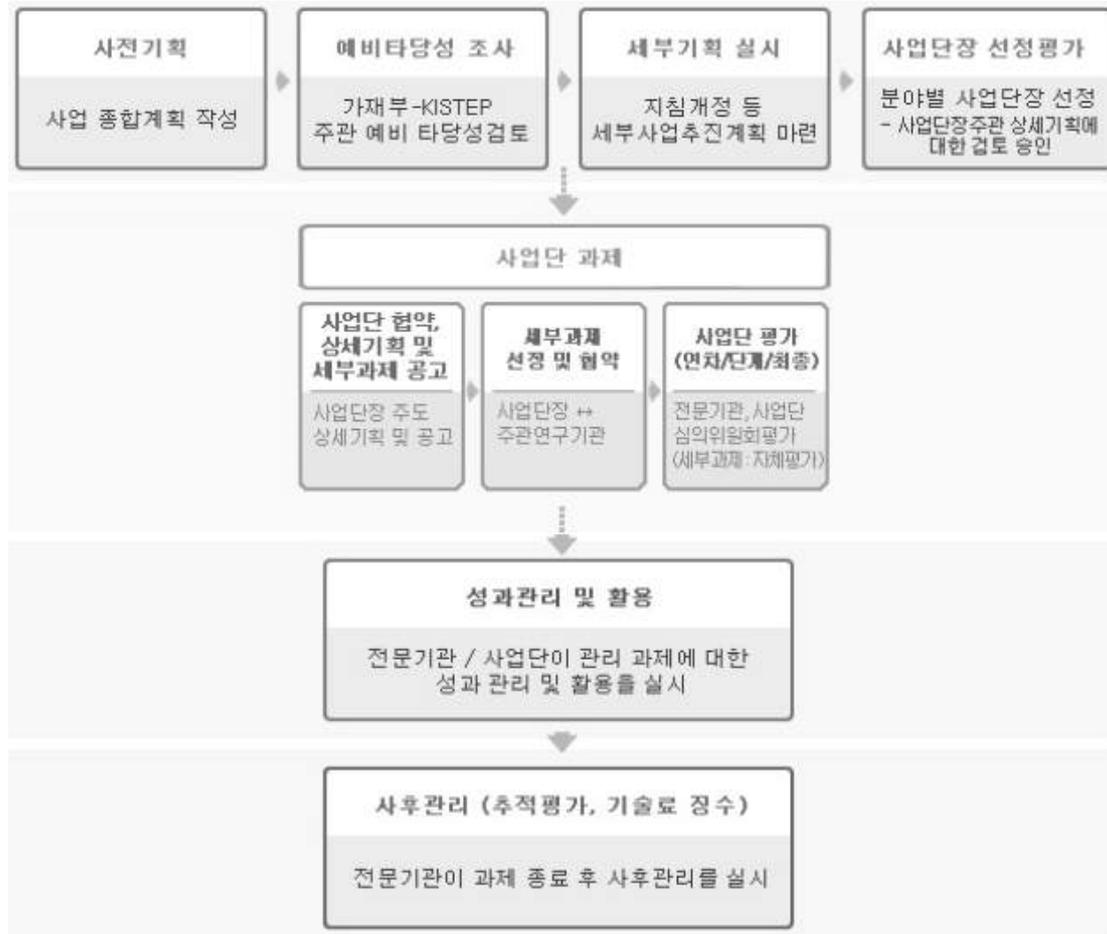 사전기획
사업 종합계획 작성
예비타당성 조사
가재부-KISTEP
주관 예비 타당성검토
세부기획 실시
지침개정 등
세부사업추진계획 마련
사업단장 선정평가
분야별 사업단장 선정
- 사업단장주관 상세기획에
대한 검토 승인
사업단 과제
사업단 협약,
상세기획 및
세부과제 공고
사업단장 주도
상세기획 및 공고
세부과제
선정 및 협약
사업단장 ↔
주관연구기관
사업단 평가
(연차/단계/최종)
전문기관, 사업단
심의위원회평가
(세부과제:자체평가)
성과관리 및 활용
전문기관 / 사업단이 관리 과제에 대한
성과 관리 및 활용을 실시
사후관리 (추적평가, 기술료 징수)
전문기관이 과제 종료 후 사후관리를 실시